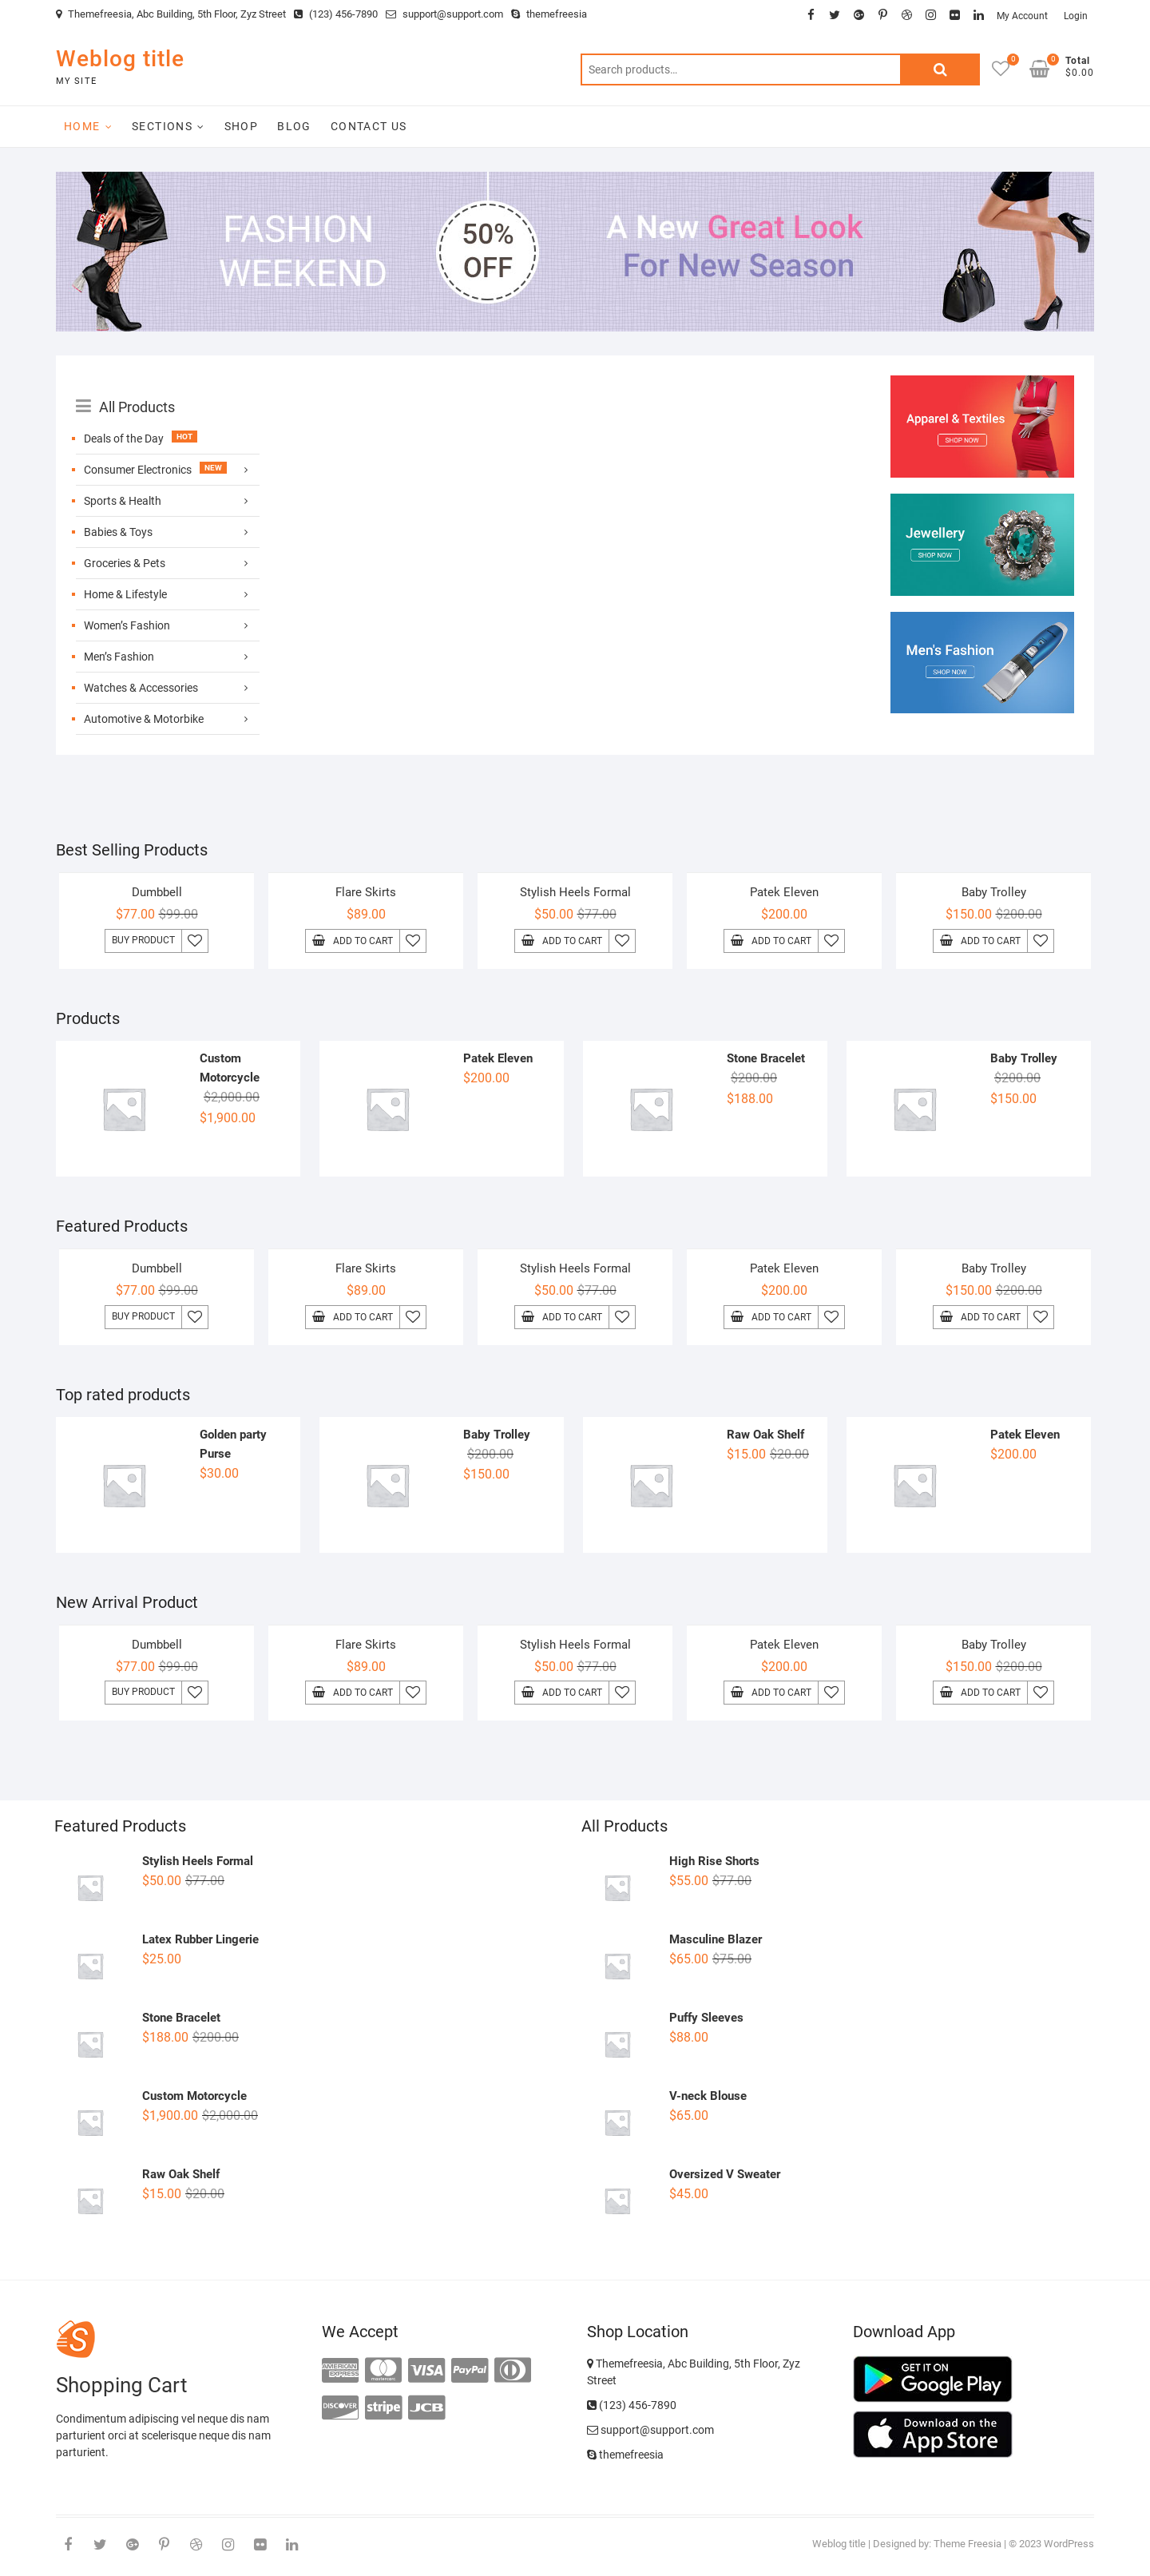 Themefreesia, Abc Building, 5th Floor, Zyz Street (123) 456-7890 support@support.com themefreesia
My Account Login
Weblog title
MY SITE
Search products...
0
0
Total
$0.00
HOME SECTIONS SHOP BLOG CONTACT US
FASHION
WEEKEND
50%
OFF
A New Great Look
For New Season
All Products
Deals of the Day HOT
Consumer Electronics NEW
Sports & Health
Babies & Toys
Groceries & Pets
Home & Lifestyle
Women's Fashion
Men's Fashion
Watches & Accessories
Automotive & Motorbike
Apparel & Textiles
SHOP NOW
Jewellery
SHOP NOW
Men's Fashion
SHOP NOW
Best Selling Products
Dumbbell
$77.00 $99.00
BUY PRODUCT
Flare Skirts
$89.00
ADD TO CART
Stylish Heels Formal
$50.00 $77.00
ADD TO CART
Patek Eleven
$200.00
ADD TO CART
Baby Trolley
$150.00 $200.00
ADD TO CART
Products
Custom
Motorcycle
$2,000.00
$1,900.00
Patek Eleven
$200.00
Stone Bracelet
$200.00
$188.00
Baby Trolley
$200.00
$150.00
Featured Products
Dumbbell
$77.00 $99.00
BUY PRODUCT
Flare Skirts
$89.00
ADD TO CART
Stylish Heels Formal
$50.00 $77.00
ADD TO CART
Patek Eleven
$200.00
ADD TO CART
Baby Trolley
$150.00 $200.00
ADD TO CART
Top rated products
Golden party
Purse
$30.00
Baby Trolley
$200.00
$150.00
Raw Oak Shelf
$15.00 $20.00
Patek Eleven
$200.00
New Arrival Product
Dumbbell
$77.00 $99.00
BUY PRODUCT
Flare Skirts
$89.00
ADD TO CART
Stylish Heels Formal
$50.00 $77.00
ADD TO CART
Patek Eleven
$200.00
ADD TO CART
Baby Trolley
$150.00 $200.00
ADD TO CART
Featured Products
Stylish Heels Formal
$50.00 $77.00
Latex Rubber Lingerie
$25.00
Stone Bracelet
$188.00 $200.00
Custom Motorcycle
$1,900.00 $2,000.00
Raw Oak Shelf
$15.00 $20.00
All Products
High Rise Shorts
$55.00 $77.00
Masculine Blazer
$65.00 $75.00
Puffy Sleeves
$88.00
V-neck Blouse
$65.00
Oversized V Sweater
$45.00
S
Shopping Cart
Condimentum adipiscing vel neque dis nam
parturient orci at scelerisque neque dis nam
parturient.
We Accept
AMERICAN EXPRESS
mastercard
VISA
PayPal
DISCOVER
stripe
JCB
Shop Location
Themefreesia, Abc Building, 5th Floor, Zyz
Street
(123) 456-7890
support@support.com
themefreesia
Download App
GET IT ON
Google Play
Download on the
App Store
Weblog title | Designed by: Theme Freesia | © 2023 WordPress